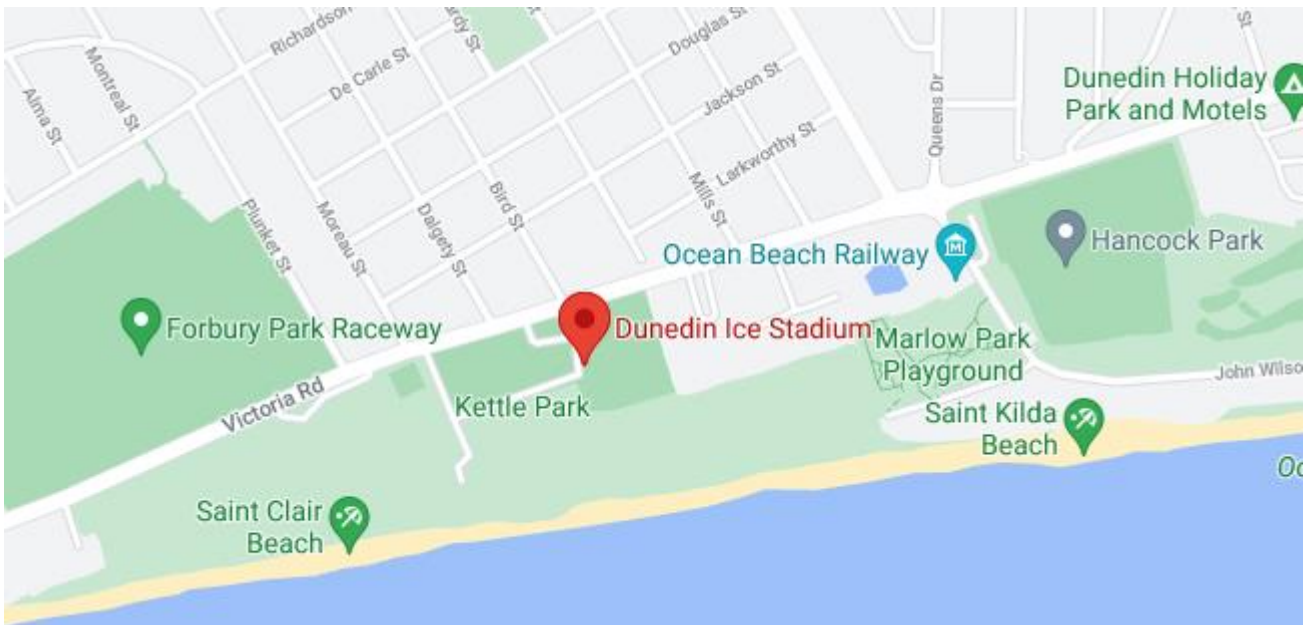 Richardson
De Carle St
Douglas St
Jackson St
Larkworthy St
Queens Dr
Dunedin Holiday
Park and Motels
Montreal St
Alma St
Plunket St
Moreau St
Dalgety St
Bird St
Mills St
Ocean Beach Railway
Hancock Park
Forbury Park Raceway
Dunedin Ice Stadium
Marlow Park
Playground
Victoria Rd
Kettle Park
John Wilso
Saint Kilda
Beach
Saint Clair
Beach